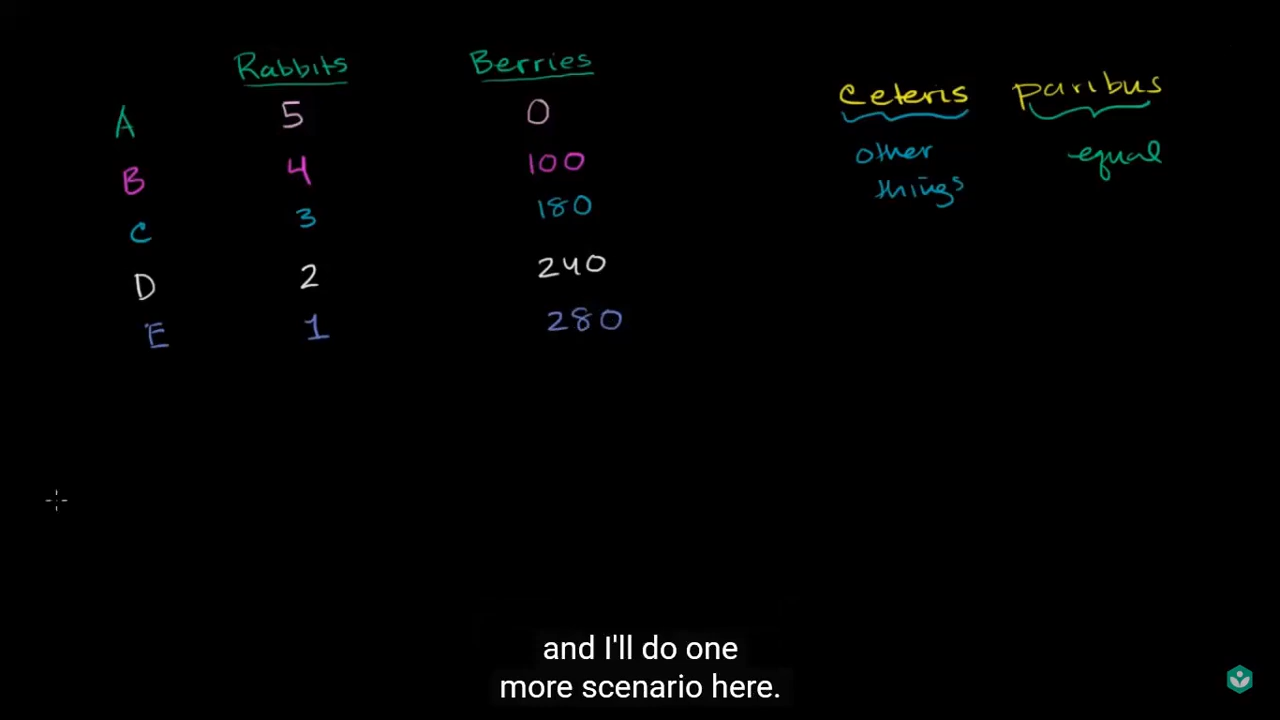 Rabbits Berries
A 5 0
B 4 100
C 3 180
D 2 240
E 1 280
ceteris paribus
other equal
things
and I'll do one
more scenario here.